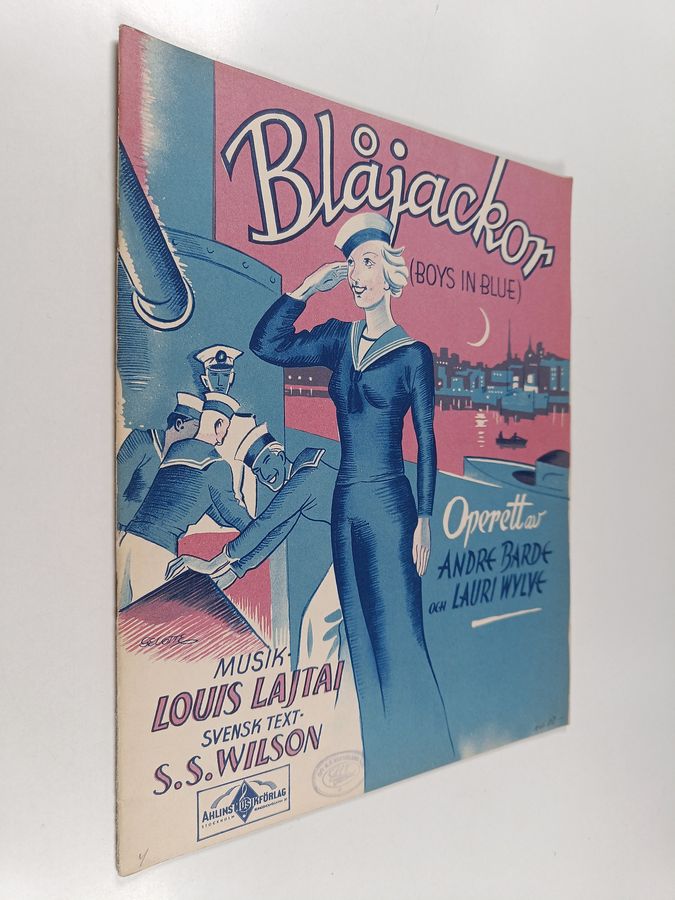 Blåjackor
(BOYS IN BLUE)
Operett av
ANDRE BARDE
OCH LAURI WYLYE
MUSIK·
LOUIS LAJTAI
SVENSK TEXT·
S.S. WILSON
AHLINS MUSIKFÖRLAG
STOCKHOLM